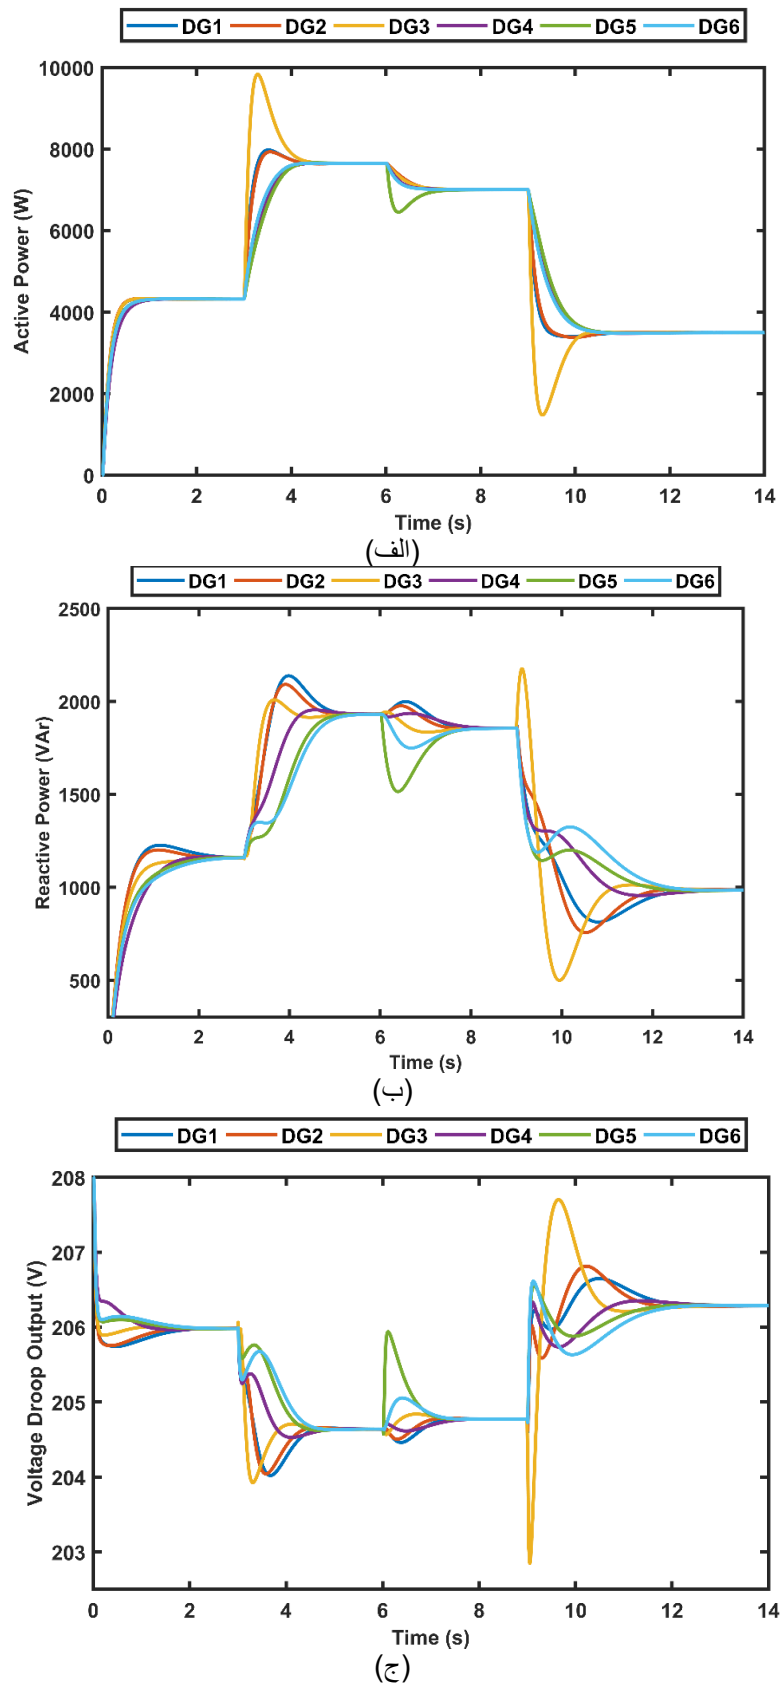 DG1 DG2 DG3 DG4 DG5 DG6
10000
8000
6000
4000
2000
0
Active Power (W)
0 2 4 6 8 10 12 14
Time (s)
(الف)
DG1 DG2 DG3 DG4 DG5 DG6
2500
2000
1500
1000
500
Reactive Power (VAr)
0 2 4 6 8 10 12 14
Time (s)
(ب)
DG1 DG2 DG3 DG4 DG5 DG6
208
207
206
205
204
203
Voltage Droop Output (V)
0 2 4 6 8 10 12 14
Time (s)
(ج)